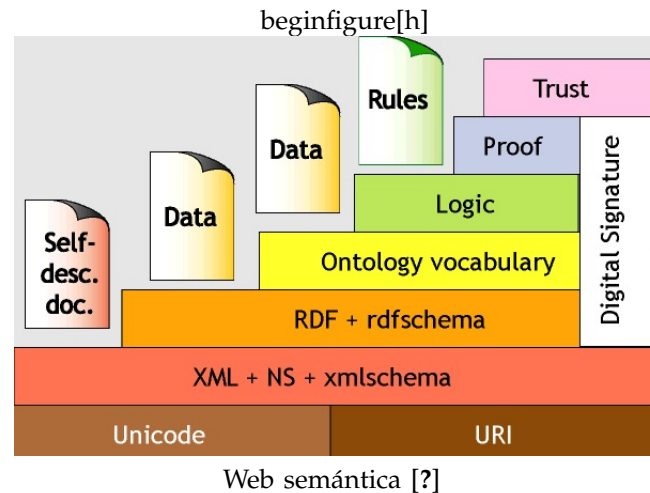 beginfigure[h]
Trust
Rules
Proof
Data
Logic
Data
Ontology vocabulary
Digital Signature
Self-
desc.
doc.
RDF + rdfschema
XML + NS + xmlschema
Unicode
URI
Web semántica [?]